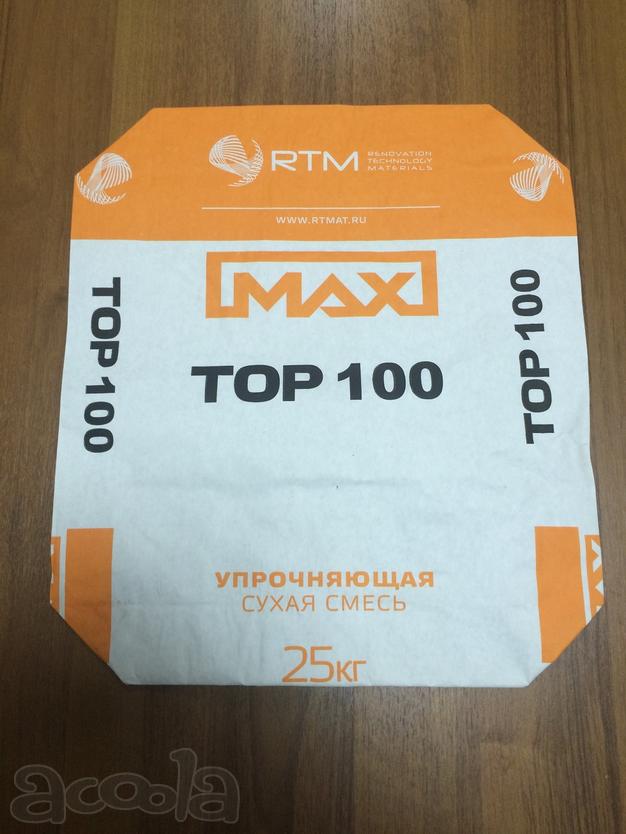 RTM
RENOVATION
TECHNOLOGY
MATERIALS
WWW.RTMAT.RU
MAX
TOP 100
TOP 100
TOP 100
УПРОЧНЯЮЩАЯ
СУХАЯ СМЕСЬ
25КГ
acoola